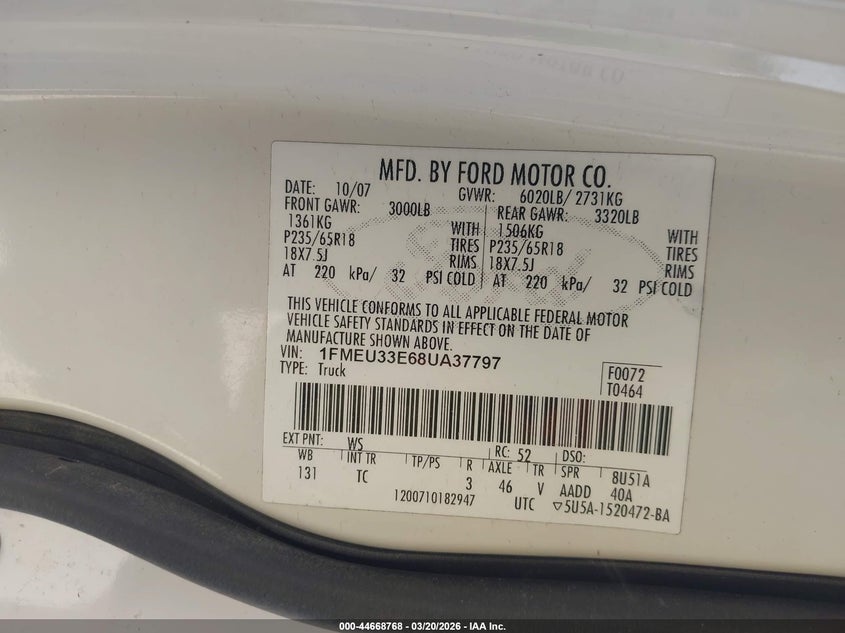 MFD. BY FORD MOTOR CO.
DATE: 10/07 GVWR: 6020LB/ 2731KG
FRONT GAWR: 3000LB REAR GAWR: 3320LB
1361KG WITH 1506KG WITH
P235/65R18 TIRES P235/65R18 TIRES
18X7.5J RIMS 18X7.5J RIMS
AT 220 kPa/ 32 PSI COLD AT 220 kPa/ 32 PSI COLD
THIS VEHICLE CONFORMS TO ALL APPLICABLE FEDERAL MOTOR
VEHICLE SAFETY STANDARDS IN EFFECT ON THE DATE OF
MANUFACTURE SHOWN ABOVE.
VIN: 1FMEU33E68UA37797
TYPE: Truck
F0072
T0464
EXT PNT: WS RC: 52 DSO:
WB INT TR TP/PS R AXLE TR SPR 8U51A
131 TC 3 46 V AADD 40A
1200710182947 UTC ▽5U5A-1520472-BA
000-44668768 - 03/20/2026 - IAA Inc.